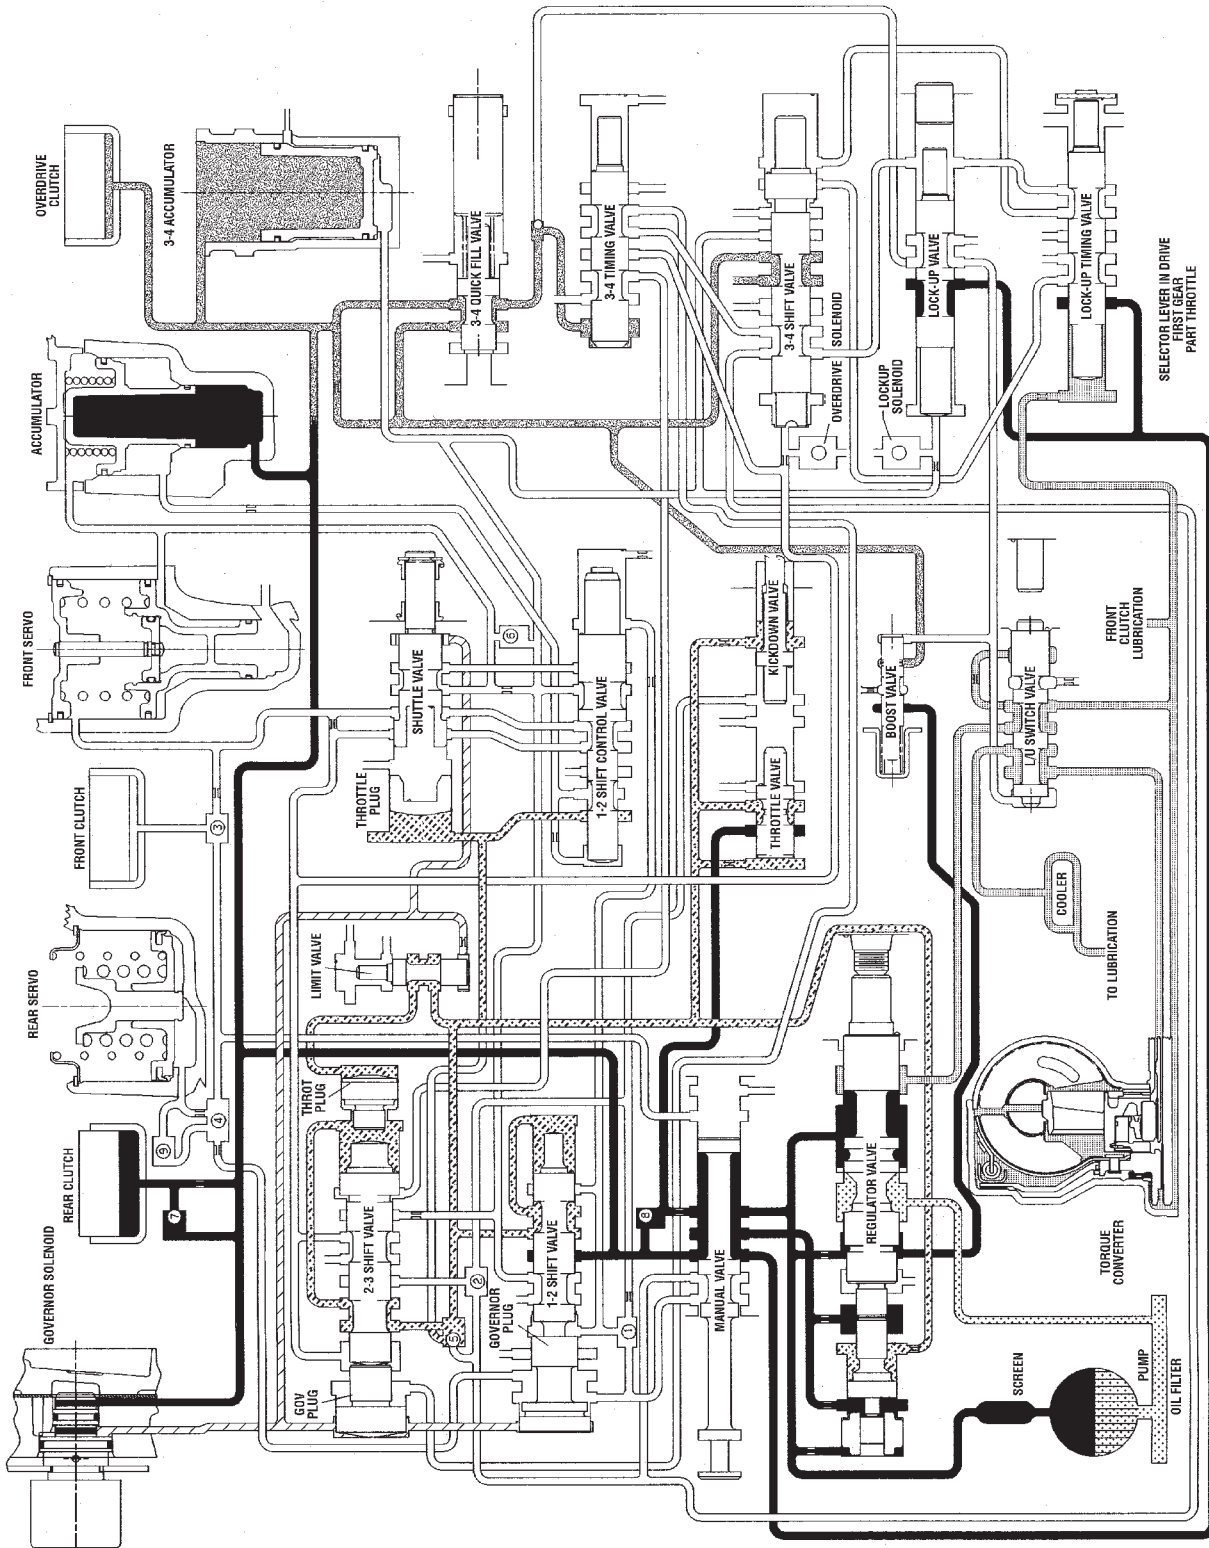 OVERDRIVE
CLUTCH
3-4 ACCUMULATOR
3-4 QUICK FILL VALVE
3-4 TIMING VALVE
3-4 SHIFT VALVE
OVERDRIVE SOLENOID
LOCK-UP VALVE
LOCKUP
SOLENOID
LOCK-UP TIMING VALVE
SELECTOR LEVER IN DRIVE
FIRST GEAR
PART THROTTLE
ACCUMULATOR
FRONT SERVO
SHUTTLE VALVE
THROTTLE
PLUG
6
1-2 SHIFT CONTROL VALVE
KICKDOWN VALVE
THROTTLE VALVE
BOOST VALVE
L/U SWITCH VALVE
FRONT
CLUTCH
LUBRICATION
FRONT CLUTCH
3
COOLER
TO LUBRICATION
REAR SERVO
LIMIT VALVE
4
9
THROT
PLUG
REAR CLUTCH
7
2-3 SHIFT VALVE
1-2 SHIFT VALVE
GOVERNOR
PLUG
8
MANUAL VALVE
REGULATOR VALVE
TORQUE
CONVERTER
GOVERNOR SOLENOID
GOV
PLUG
5
2
1
SCREEN
PUMP
OIL FILTER